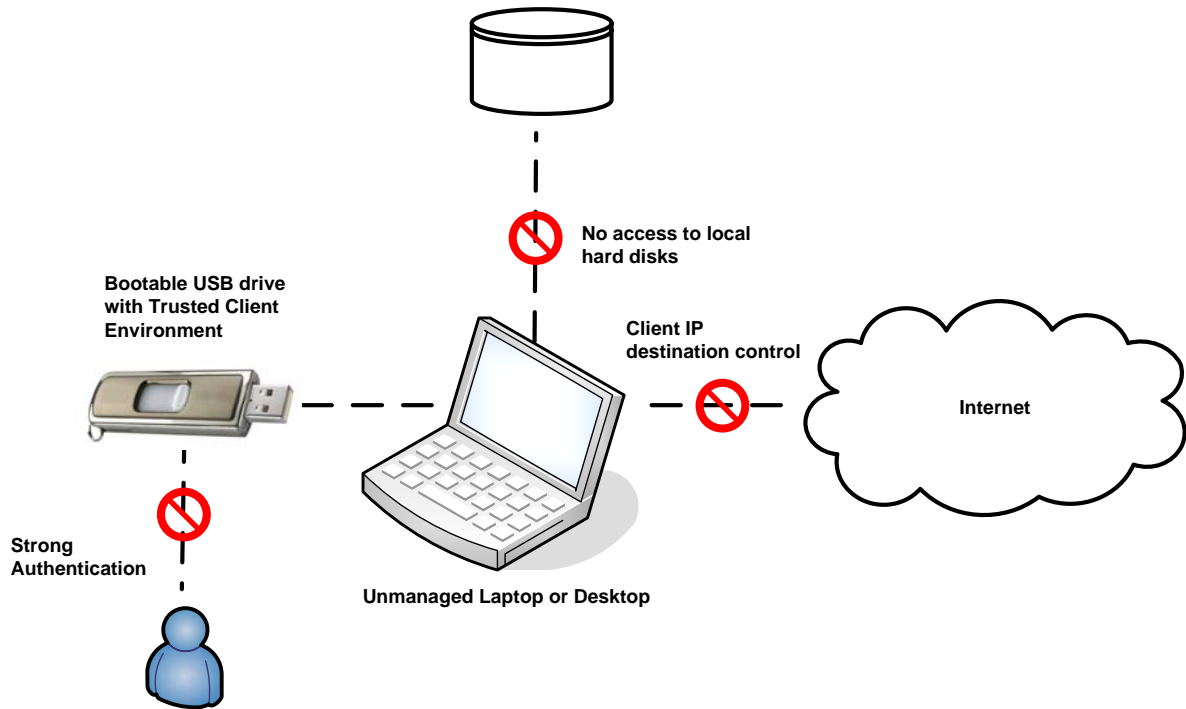 No access to local
hard disks
Bootable USB drive
with Trusted Client
Environment
Client IP
destination control
Internet
Strong
Authentication
Unmanaged Laptop or Desktop